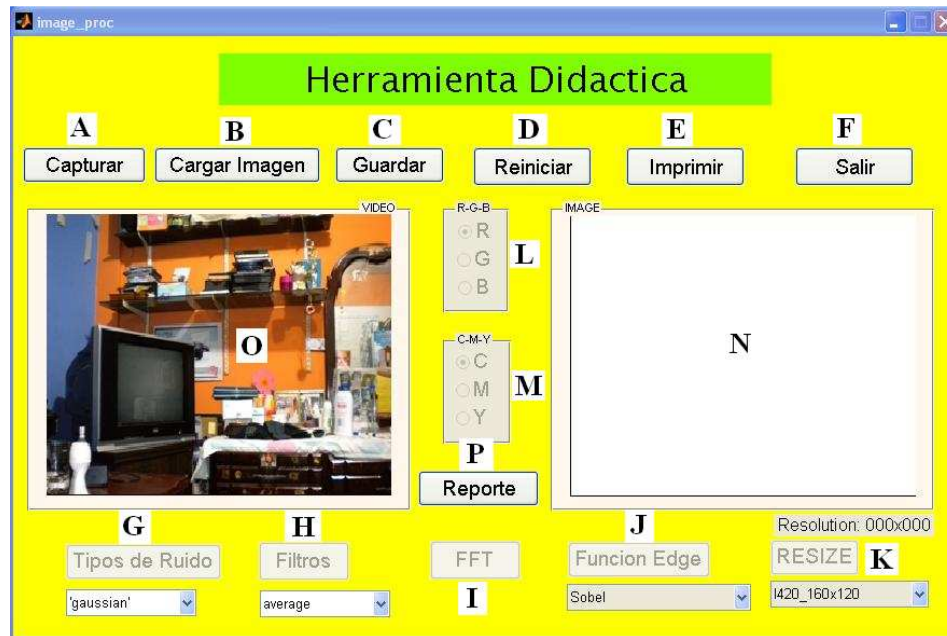 image_proc
Herramienta Didactica
A B C D E F
Capturar Cargar Imagen Guardar Reiniciar Imprimir Salir
VIDEO R-G-B IMAGE
R
G L
B
O N
C-M-Y
C
M M
Y
P
Reporte
G H J Resolution: 000x000
Tipos de Ruido Filtros FFT Funcion Edge RESIZE K
'gaussian' average I Sobel I420_160x120